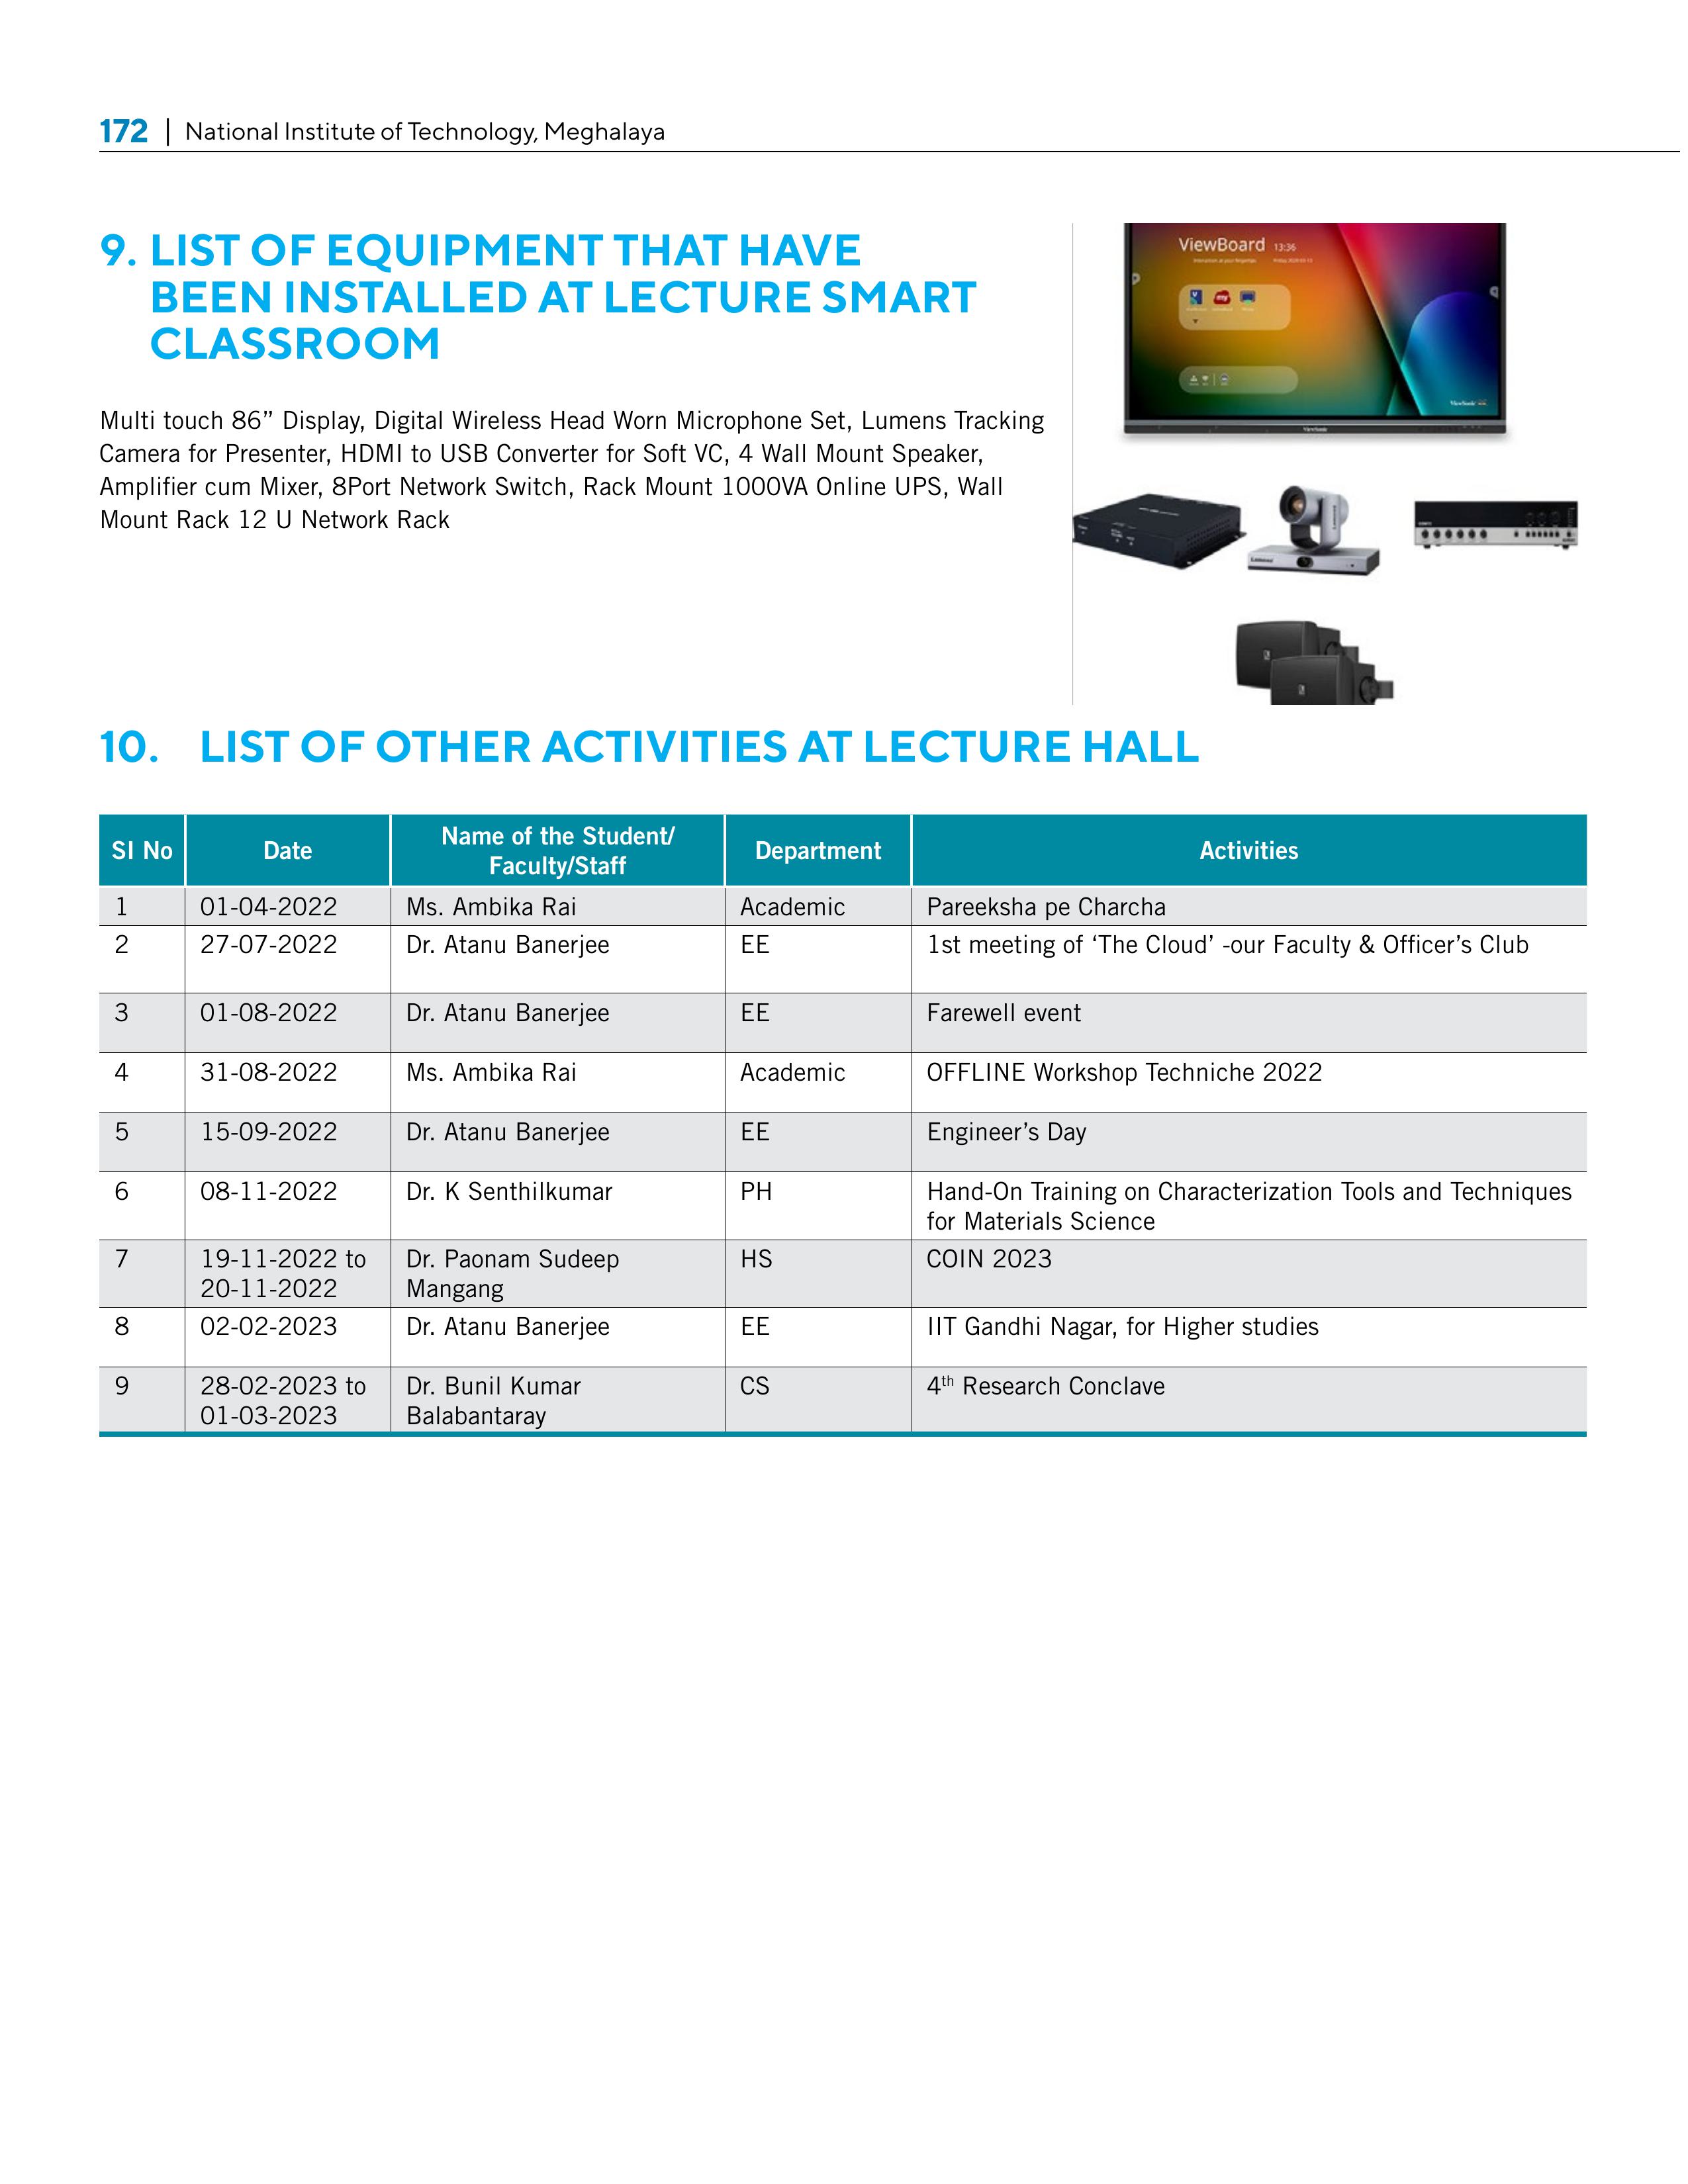 172 | National Institute of Technology, Meghalaya
9. LIST OF EQUIPMENT THAT HAVE
BEEN INSTALLED AT LECTURE SMART
CLASSROOM
Multi touch 86” Display, Digital Wireless Head Worn Microphone Set, Lumens Tracking
Camera for Presenter, HDMI to USB Converter for Soft VC, 4 Wall Mount Speaker,
Amplifier cum Mixer, 8Port Network Switch, Rack Mount 1000VA Online UPS, Wall
Mount Rack 12 U Network Rack
ViewBoard 13:36
my
ViewSonic
ViewSonic
Lumens
10. LIST OF OTHER ACTIVITIES AT LECTURE HALL
Sl No Date Name of the Student/ Faculty/Staff Department Activities
1 01-04-2022 Ms. Ambika Rai Academic Pareeksha pe Charcha
2 27-07-2022 Dr. Atanu Banerjee EE 1st meeting of ‘The Cloud’ -our Faculty & Officer’s Club
3 01-08-2022 Dr. Atanu Banerjee EE Farewell event
4 31-08-2022 Ms. Ambika Rai Academic OFFLINE Workshop Techniche 2022
5 15-09-2022 Dr. Atanu Banerjee EE Engineer’s Day
6 08-11-2022 Dr. K Senthilkumar PH Hand-On Training on Characterization Tools and Techniques
for Materials Science
7 19-11-2022 to Dr. Paonam Sudeep HS COIN 2023
20-11-2022 Mangang
8 02-02-2023 Dr. Atanu Banerjee EE IIT Gandhi Nagar, for Higher studies
9 28-02-2023 to Dr. Bunil Kumar CS 4th Research Conclave
01-03-2023 Balabantaray